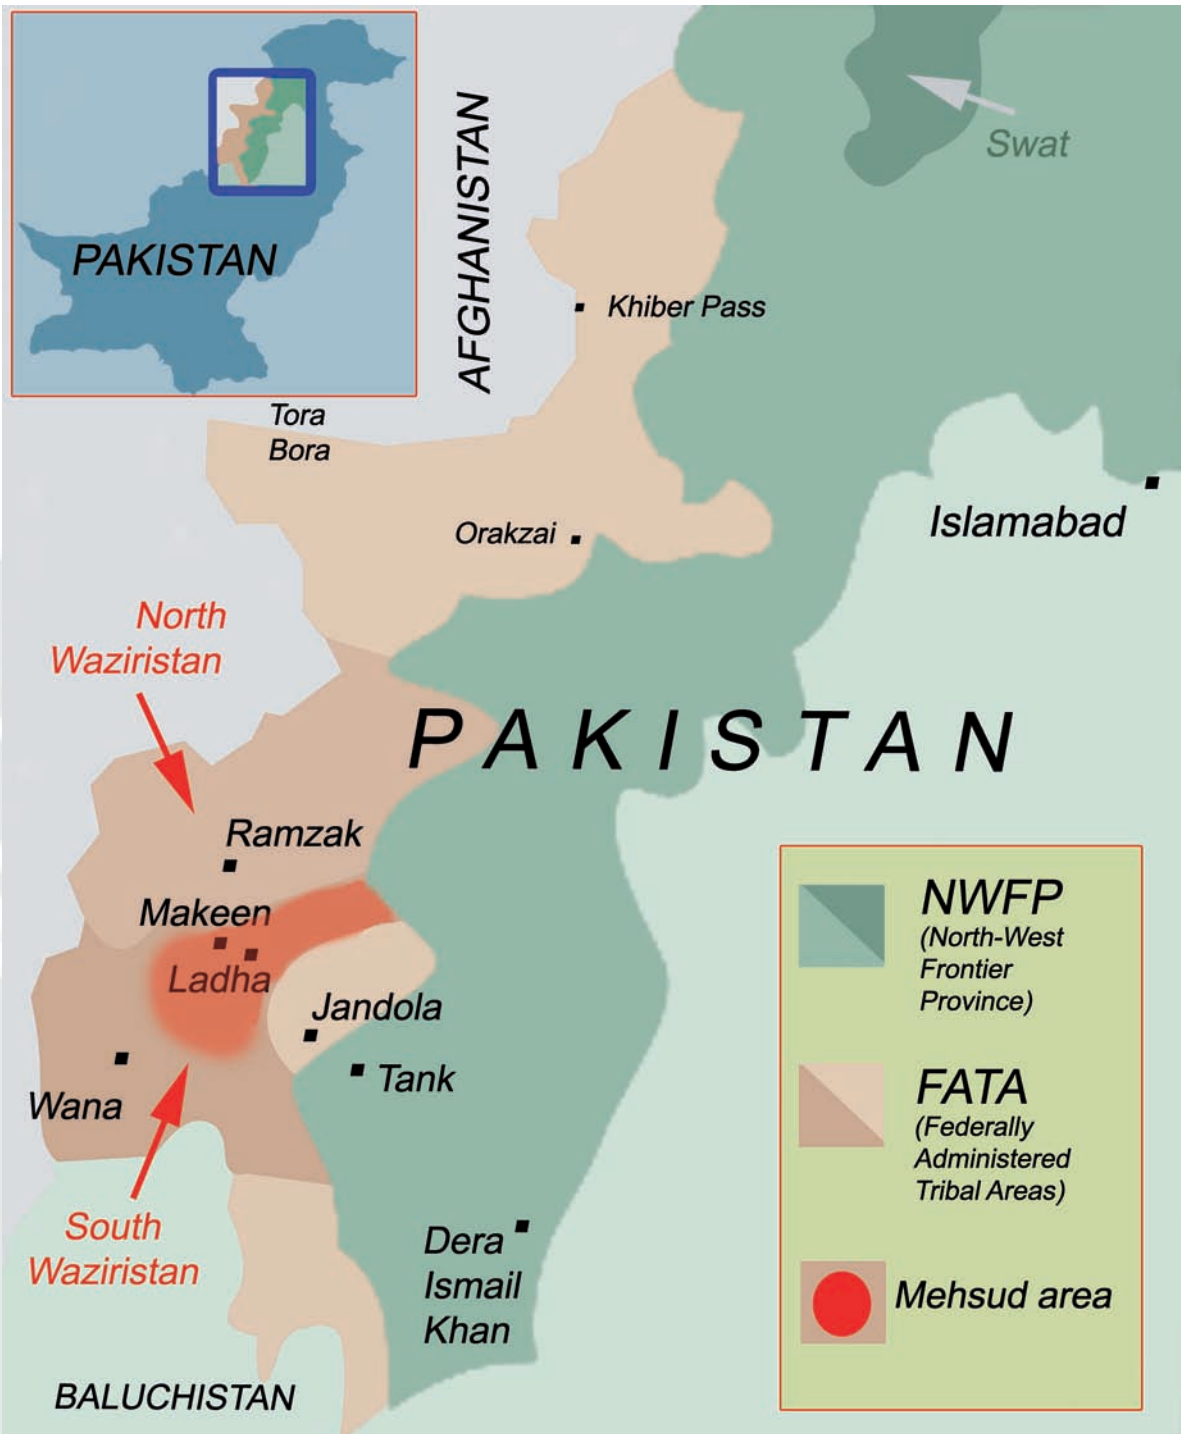 PAKISTAN
AFGHANISTAN
Swat
Khiber Pass
Tora
Bora
Orakzai
Islamabad
North
Waziristan
PAKISTAN
Ramzak
Makeen
Ladha
Jandola
Tank
Wana
South
Waziristan
Dera
Ismail
Khan
BALUCHISTAN
NWFP
(North-West
Frontier
Province)
FATA
(Federally
Administered
Tribal Areas)
Mehsud area